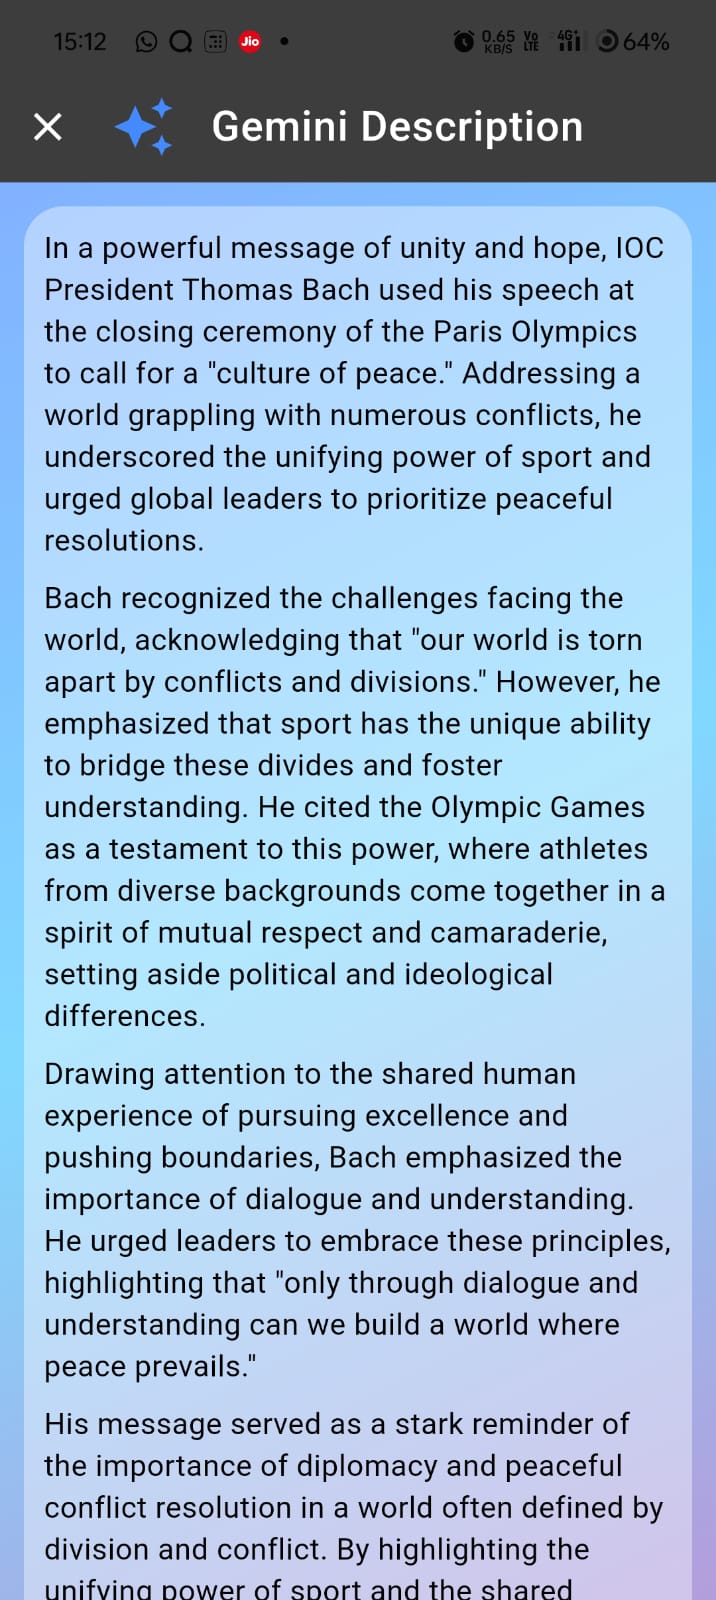 15:12 Jio 0.65 KB/S Vo LTE 4G+ 64%
Gemini Description
In a powerful message of unity and hope, IOC
President Thomas Bach used his speech at
the closing ceremony of the Paris Olympics
to call for a "culture of peace." Addressing a
world grappling with numerous conflicts, he
underscored the unifying power of sport and
urged global leaders to prioritize peaceful
resolutions.
Bach recognized the challenges facing the
world, acknowledging that "our world is torn
apart by conflicts and divisions." However, he
emphasized that sport has the unique ability
to bridge these divides and foster
understanding. He cited the Olympic Games
as a testament to this power, where athletes
from diverse backgrounds come together in a
spirit of mutual respect and camaraderie,
setting aside political and ideological
differences.
Drawing attention to the shared human
experience of pursuing excellence and
pushing boundaries, Bach emphasized the
importance of dialogue and understanding.
He urged leaders to embrace these principles,
highlighting that "only through dialogue and
understanding can we build a world where
peace prevails."
His message served as a stark reminder of
the importance of diplomacy and peaceful
conflict resolution in a world often defined by
division and conflict. By highlighting the
unifying power of sport and the shared